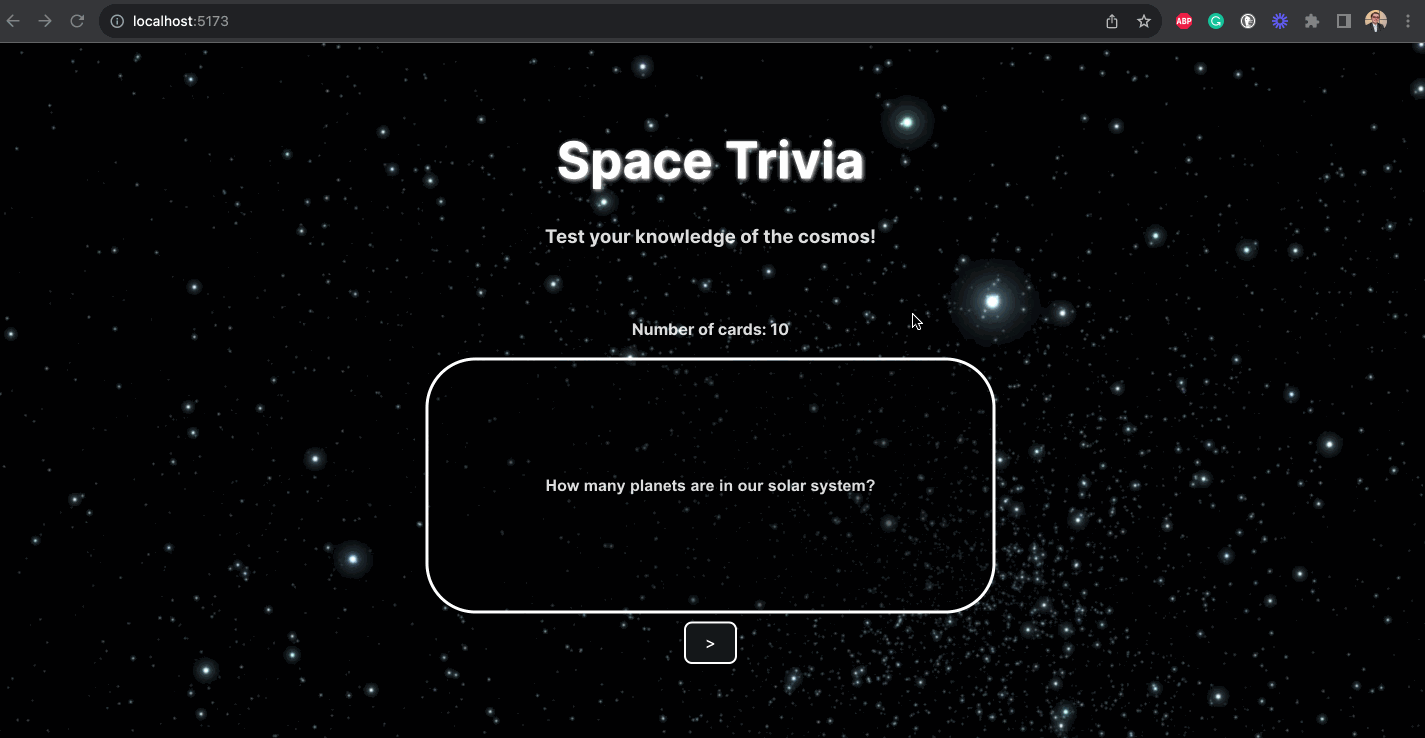 localhost:5173
ABP
G
Space Trivia
Test your knowledge of the cosmos!
Number of cards: 10
How many planets are in our solar system?
>